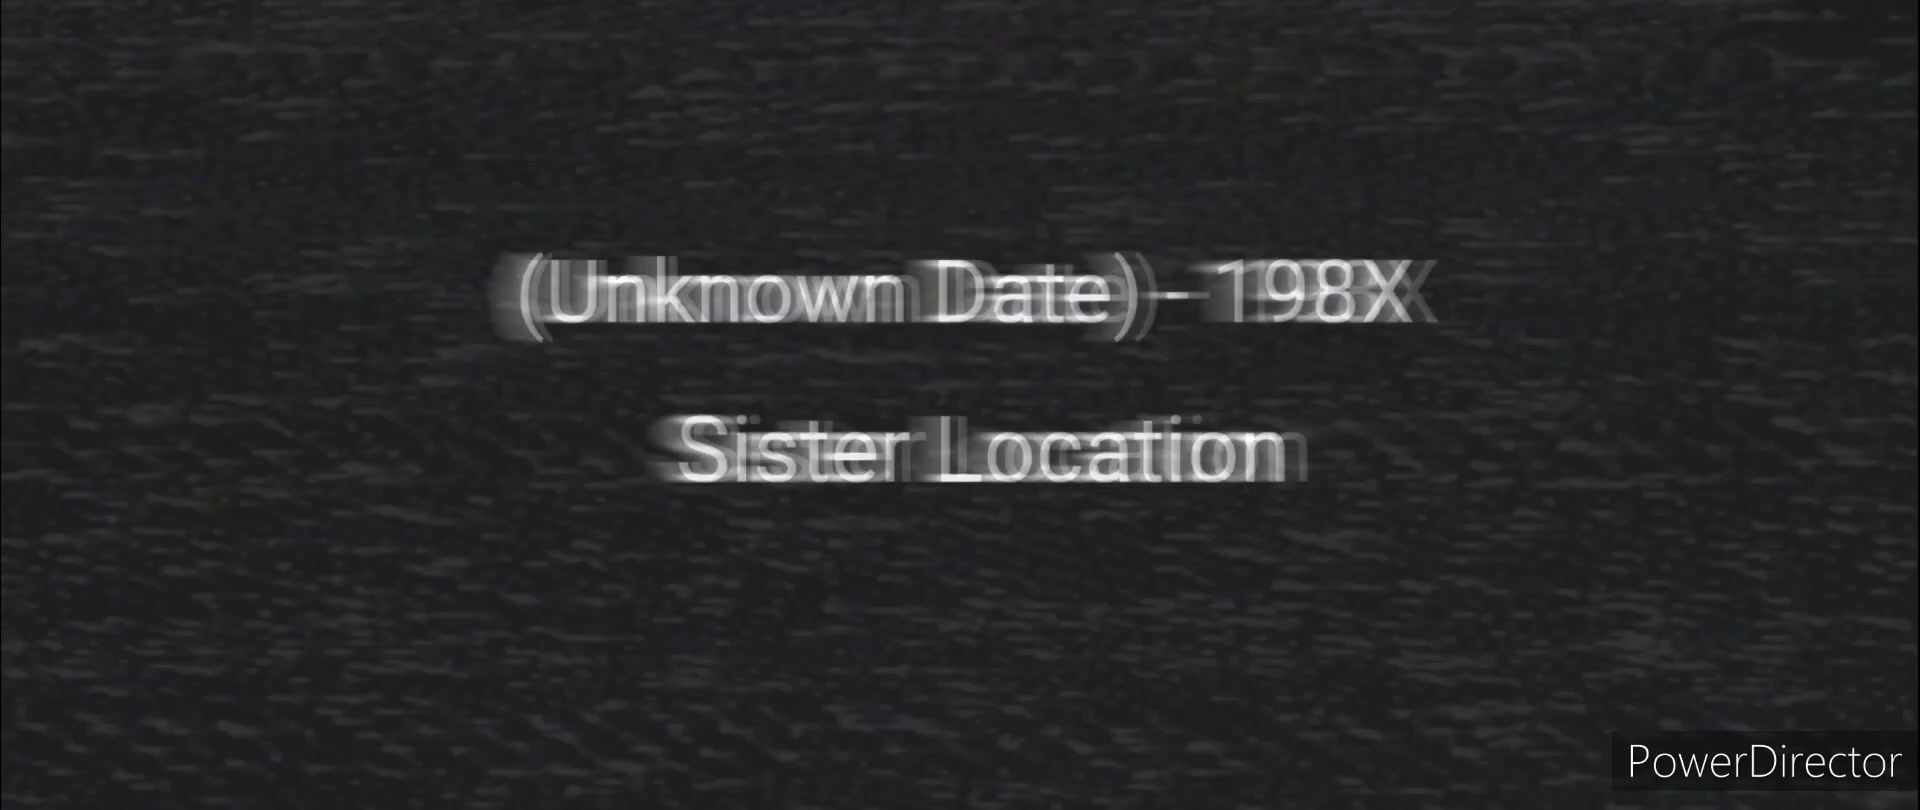 (Unknown Date) - 198X
Sister Location
PowerDirector